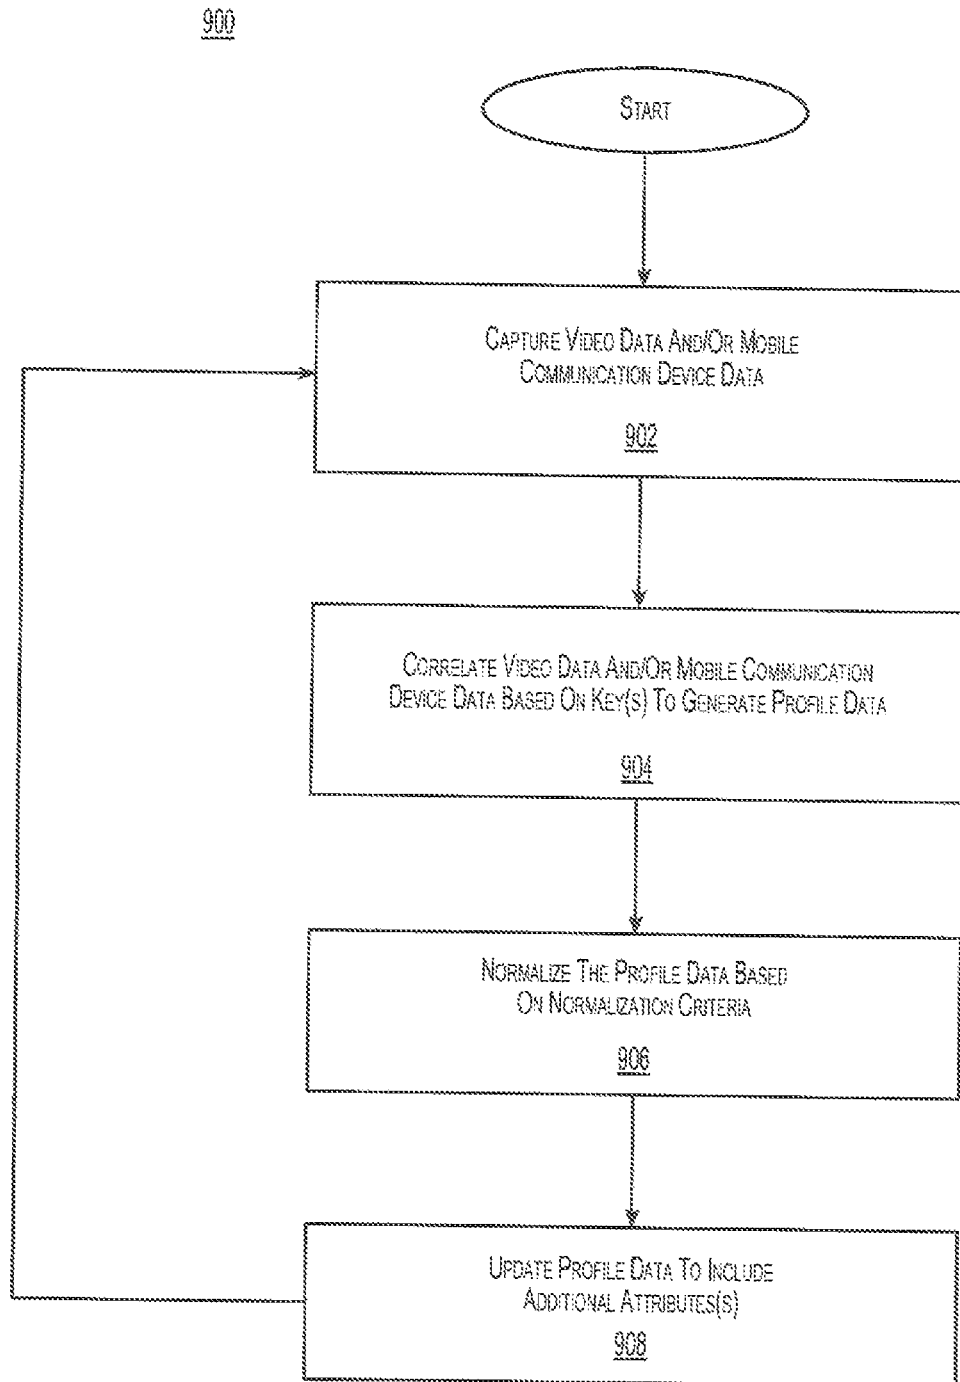 900
START
CAPTURE VIDEO DATA AND/OR MOBILE
COMMUNICATION DEVICE DATA
902
CORRELATE VIDEO DATA AND/OR MOBILE COMMUNICATION
DEVICE DATA BASED ON KEY(S) TO GENERATE PROFILE DATA
904
NORMALIZE THE PROFILE DATA BASED
ON NORMALIZATION CRITERIA
906
UPDATE PROFILE DATA TO INCLUDE
ADDITIONAL ATTRIBUTES(S)
908